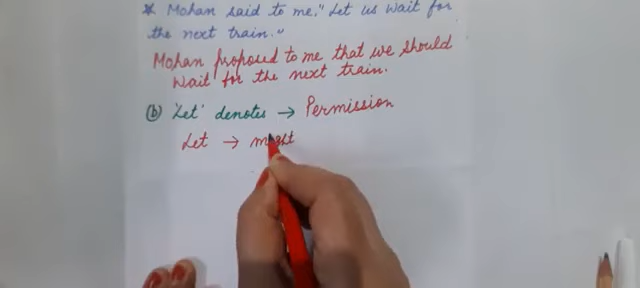 * Mohan said to me, "Let us wait for
the next train."
Mohan proposed to me that we should
wait for the next train.
(b) 'Let' denotes → Permission
Let →